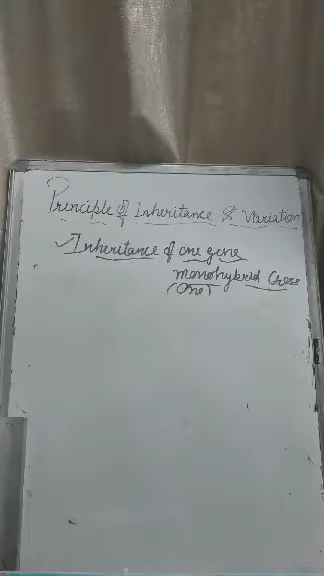 Principle of Inheritance & Variation
✓Inheritance of one gene
monohybrid Cross
(One)